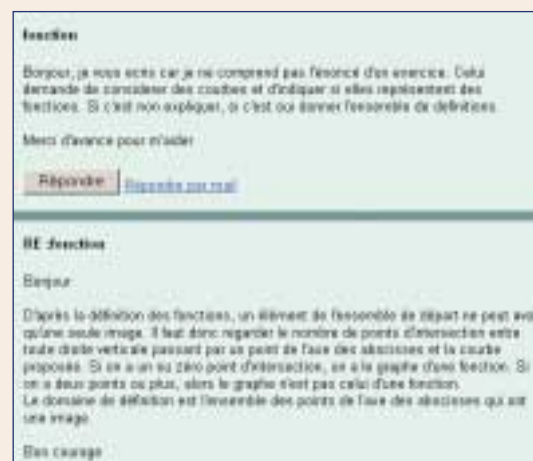 fonction
Bonjour, je vous écris car je ne comprend pas l'énoncé d'un exercice. Celui
demande de considérer des courbes et d'indiquer si elles représentent des
fonctions. Si c'est non expliquer, si c'est oui donner l'ensemble de définitions.
Merci d'avance pour m'aider
Répondre Répondre par mail
RE :fonction
Bonjour
D'après la définition des fonctions, un élément de l'ensemble de départ ne peut avo
qu'une seule image. Il faut donc regarder le nombre de points d'intersection entre
toute droite verticale passant par un point de l'axe des abscisses et la courbe
proposée. Si on a un ou zéro point d'intersection, on a le graphe d'une fonction. Si
on a deux points ou plus, alors le graphe n'est pas celui d'une fonction.
Le domaine de définition est l'ensemble des points de l'axe des abscisses qui ont
une image.
Bon courage